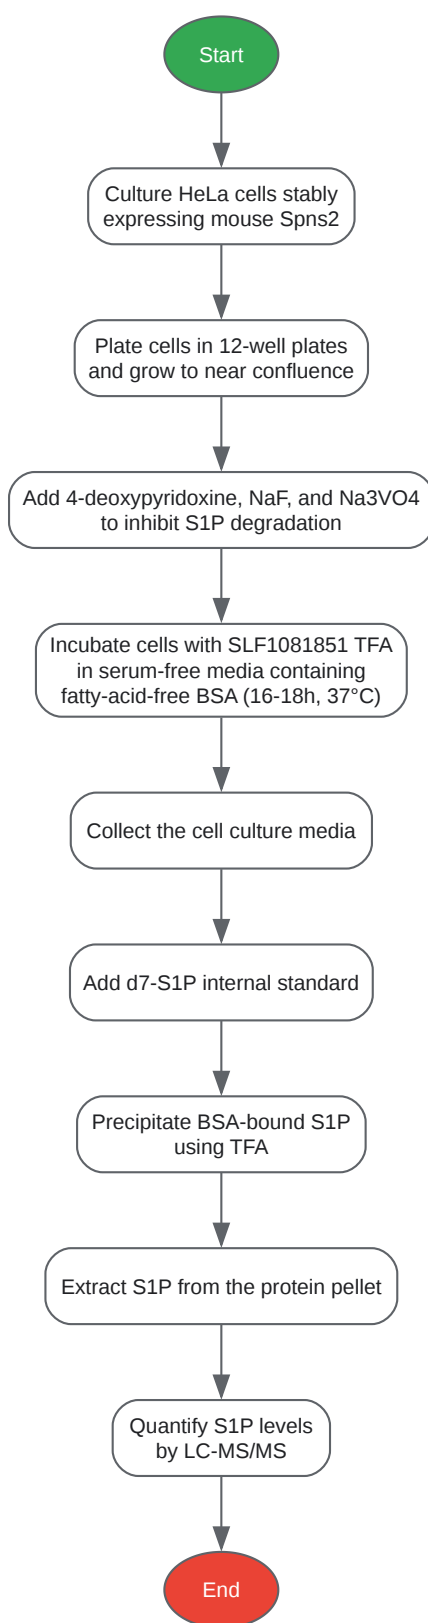 Start
Culture HeLa cells stably
expressing mouse Spns2
Plate cells in 12-well plates
and grow to near confluence
Add 4-deoxypyridoxine, NaF, and Na3VO4
to inhibit S1P degradation
Incubate cells with SLF1081851 TFA
in serum-free media containing
fatty-acid-free BSA (16-18h, 37°C)
Collect the cell culture media
Add d7-S1P internal standard
Precipitate BSA-bound S1P
using TFA
Extract S1P from the protein pellet
Quantify S1P levels
by LC-MS/MS
End